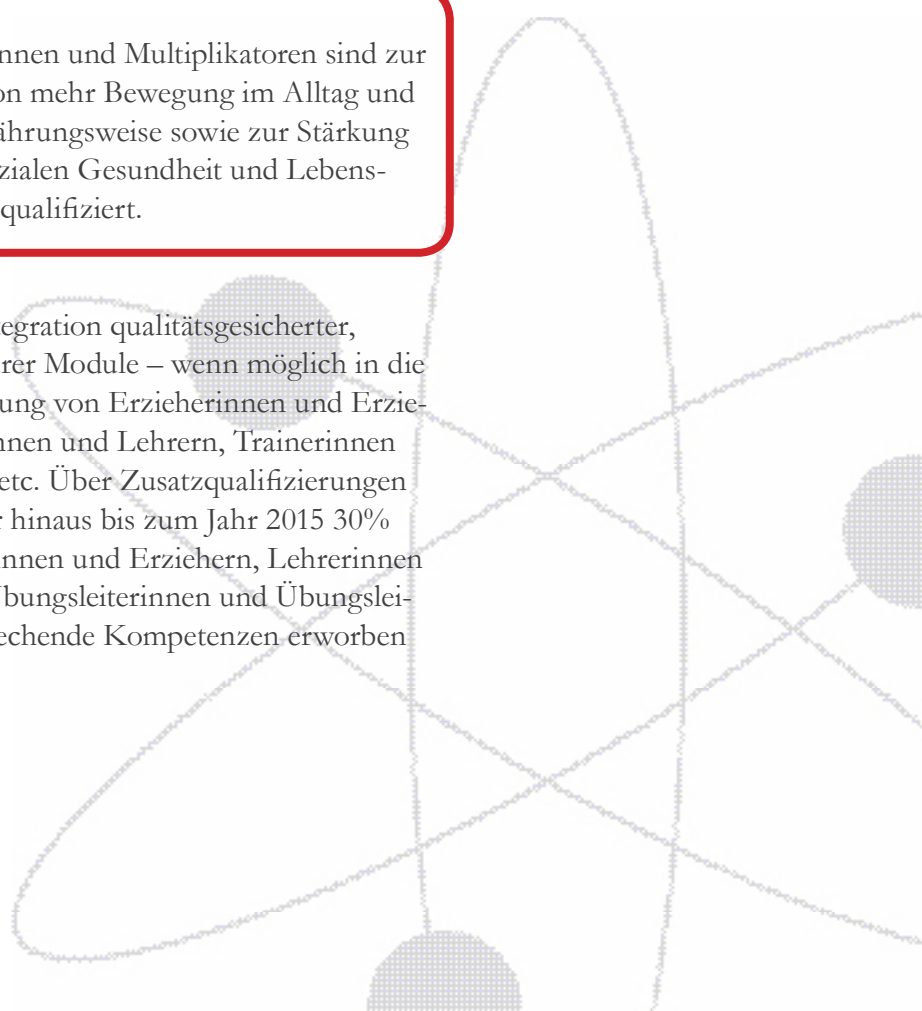 nnen und Multiplikatoren sind zur
on mehr Bewegung im Alltag und
ährungsweise sowie zur Stärkung
zialen Gesundheit und Lebens-
qualifiziert.
tegration qualitätsgesicherter,
rer Module – wenn möglich in die
ung von Erzieherinnen und Erzie-
nnen und Lehrern, Trainerinnen
etc. Über Zusatzqualifizierungen
r hinaus bis zum Jahr 2015 30%
innen und Erziehern, Lehrerinnen
Übungsleiterinnen und Übungslei-
echende Kompetenzen erworben